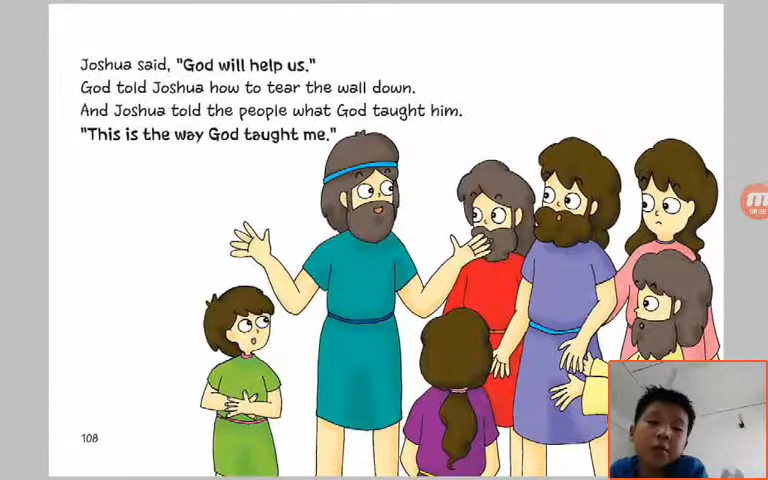 Joshua said, "God will help us."
God told Joshua how to tear the wall down.
And Joshua told the people what God taught him.
"This is the way God taught me."
108